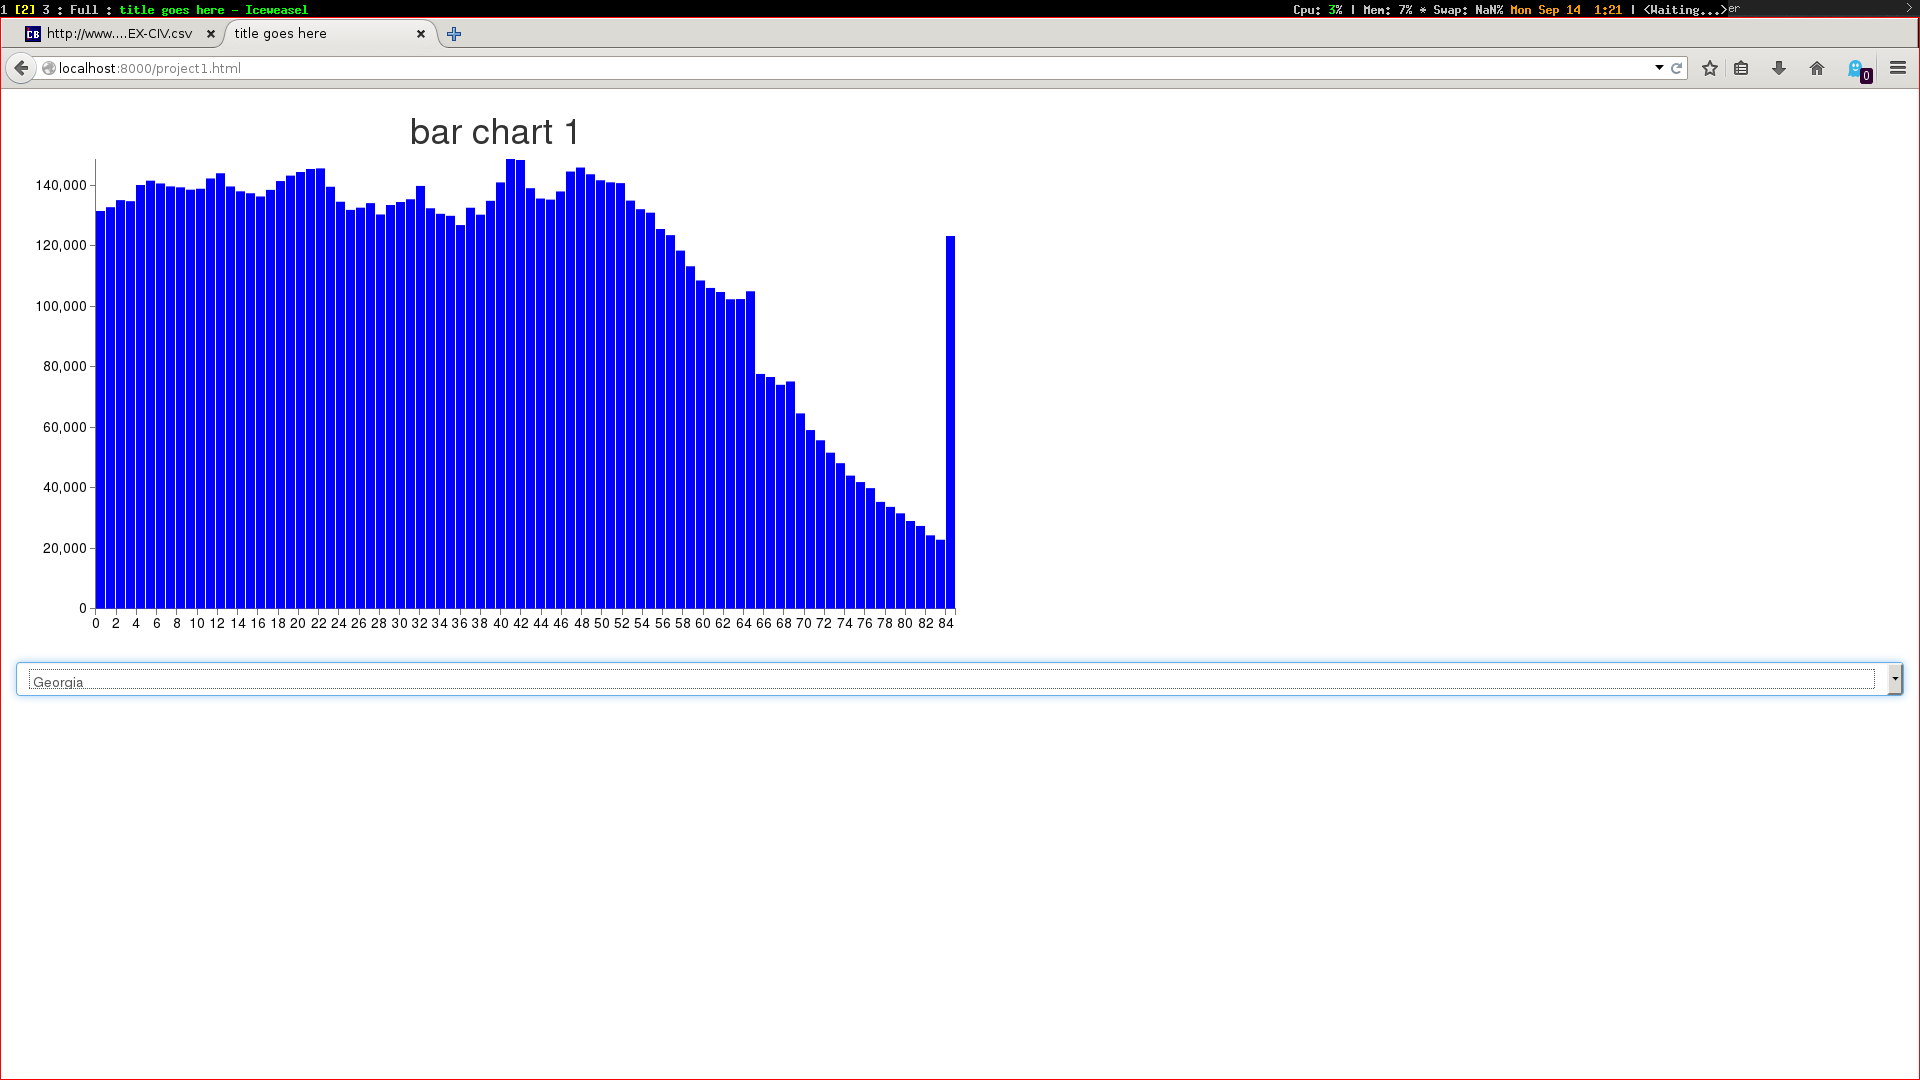 1 [2] 3 : Full : title goes here - Iceweasel
Cpu: 3% | Mem: 7% * Swap: NaN% Mon Sep 14 1:21 | <Waiting...>er
CB http://www....EX-CIV.csv
title goes here
localhost:8000/project1.html
0
bar chart 1
140,000
120,000
100,000
80,000
60,000
40,000
20,000
0
0 2 4 6 8 10 12 14 16 18 20 22 24 26 28 30 32 34 36 38 40 42 44 46 48 50 52 54 56 58 60 62 64 66 68 70 72 74 76 78 80 82 84
Georgia